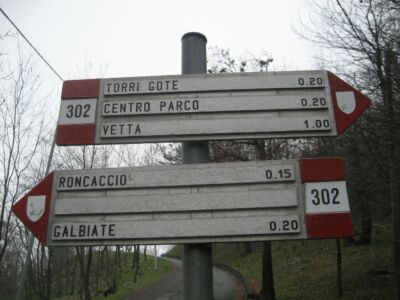 TORRI GOTE 0.20
302 CENTRO PARCO 0.20
VETTA 1.00
RONCACCIO 0.15
302
GALBIATE 0.20